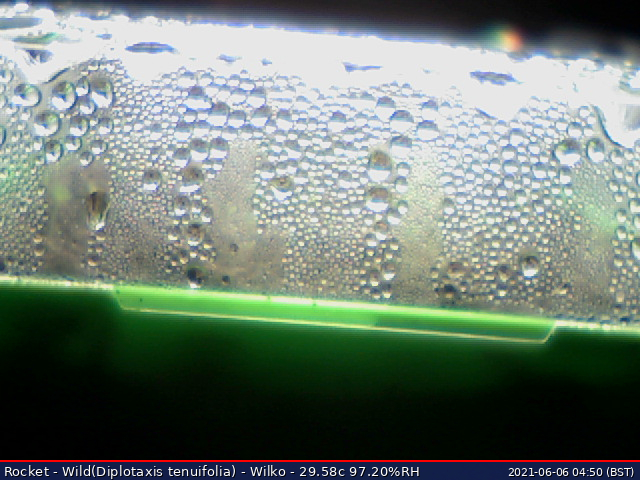 Rocket - Wild(Diplotaxis tenuifolia) - Wilko - 29.58c 97.20%RH
2021-06-06 04:50 (BST)